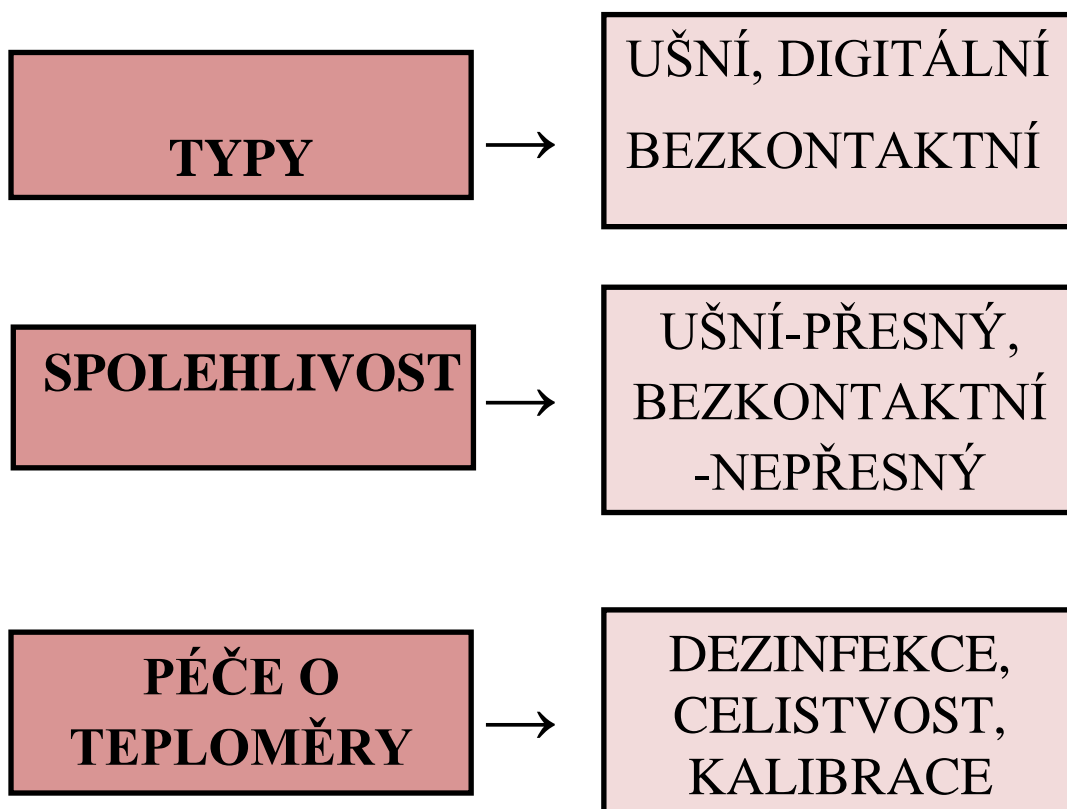 TYPY
→
UŠNÍ, DIGITÁLNÍ
BEZKONTAKTNÍ
SPOLEHLIVOST
→
UŠNÍ-PŘESNÝ,
BEZKONTAKTNÍ
-NEPŘESNÝ
PÉČE O
TEPLOMĚRY
→
DEZINFEKCE,
CELISTVOST,
KALIBRACE